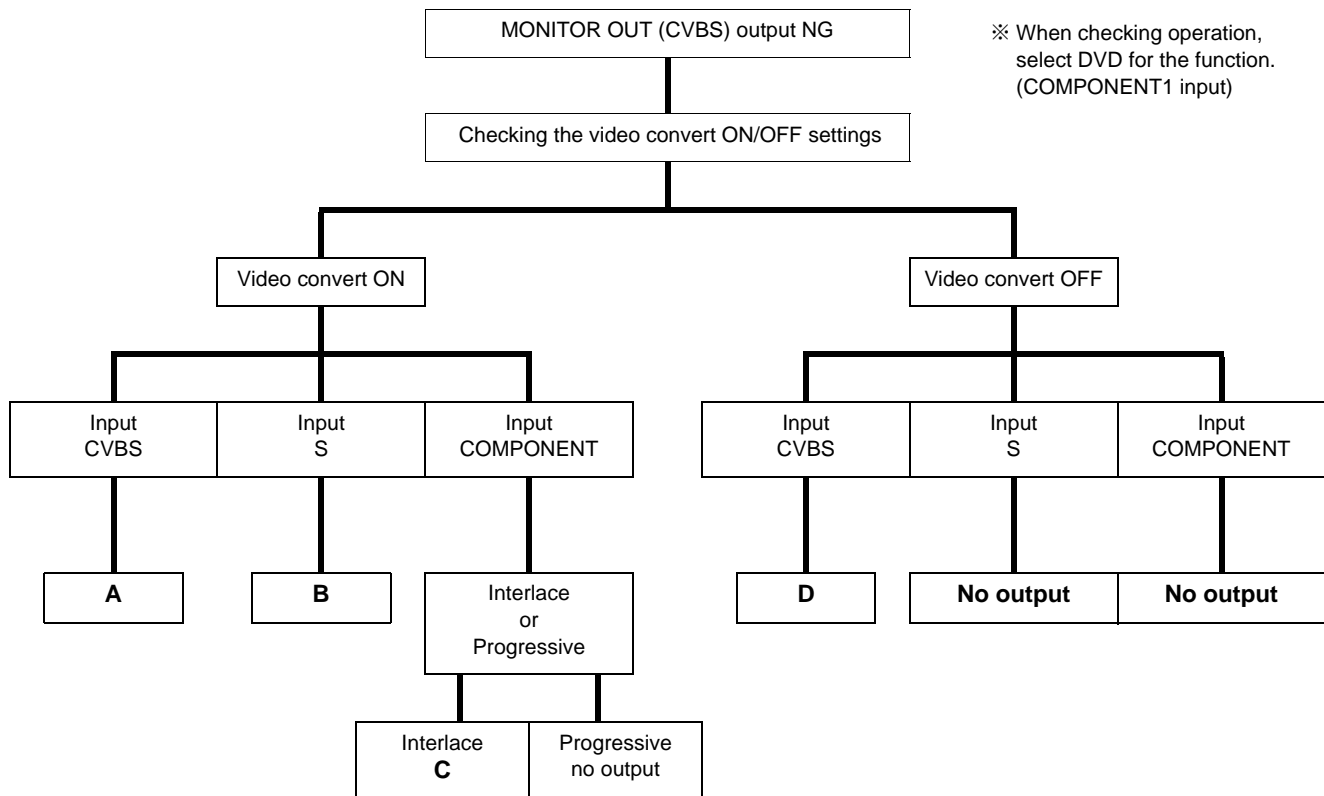 MONITOR OUT (CVBS) output NG
※ When checking operation,
select DVD for the function.
(COMPONENT1 input)
Checking the video convert ON/OFF settings
Video convert ON
Video convert OFF
Input
CVBS
Input
S
Input
COMPONENT
Input
CVBS
Input
S
Input
COMPONENT
A
B
Interlace
or
Progressive
D
No output
No output
Interlace
C
Progressive
no output